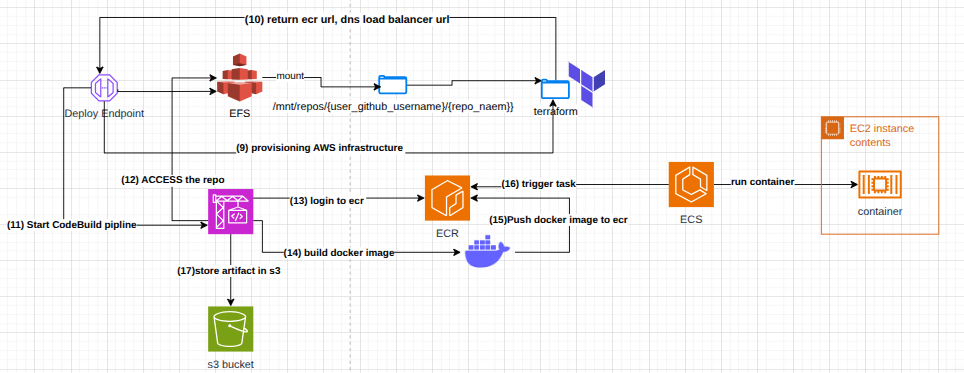 (10) return ecr url, dns load balancer url
mount
Deploy Endpoint
EFS
/mnt/repos/{user_github_username}/{repo_naem}}
terraform
EC2 instance
contents
(9) provisioning AWS infrastructure
(12) ACCESS the repo
(16) trigger task
run container
(13) login to ecr
container
(11) Start CodeBuild pipline
(15)Push docker image to ecr
ECR
ECS
(14) build docker image
(17)store artifact in s3
s3 bucket